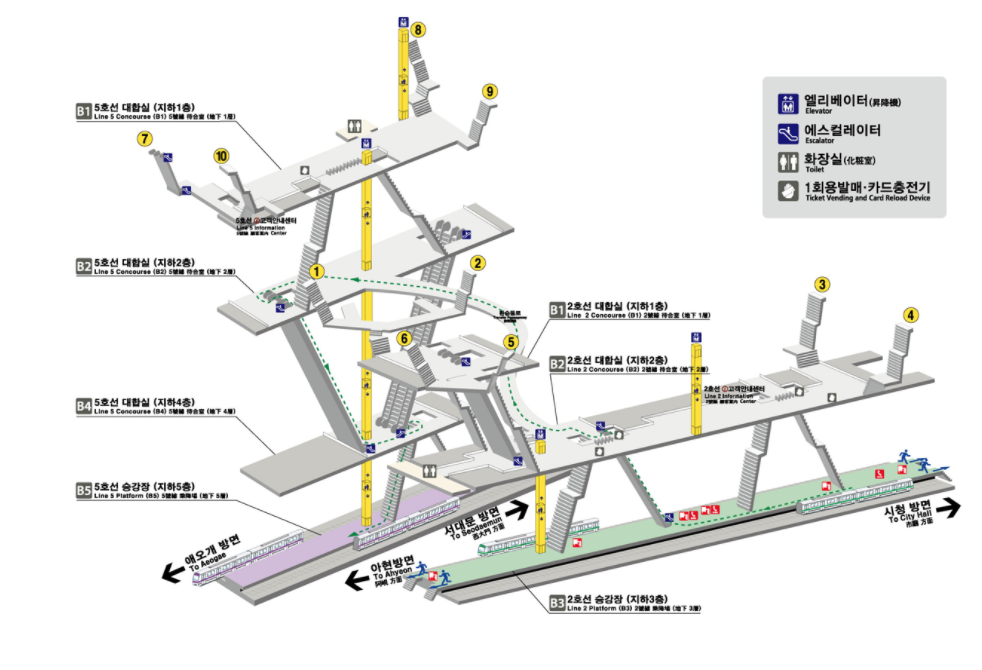 8
9
B1 5호선 대합실 (지하1층)
Line 5 Concourse (B1) 5號線 待合室 (地下 1層)
7
10
엘리베이터(昇降機)
Elevator
에스컬레이터
Escalator
화장실(化粧室)
Toilet
1회용발매·카드충전기
Ticket Vending and Card Reload Device
5호선 고객안내센터
Line 5 Information
Center
B2 5호선 대합실 (지하2층)
Line 5 Concourse (B2) 5號線 待合室 (地下 2層)
1
2
3
4
5
6
환승통로
B1 2호선 대합실 (지하1층)
Line 2 Concourse (B1) 2號線 待合室 (地下 1層)
B2 2호선 대합실 (지하2층)
Line 2 Concourse (B2) 2號線 待合室 (地下 2層)
2호선 고객안내센터
Line 2 Information
Center
B4 5호선 대합실 (지하4층)
Line 5 Concourse (B4) 5號線 待合室 (地下 4層)
B5 5호선 승강장 (지하5층)
Line 5 Platform (B5) 5號線 乘降場 (地下 5層)
애오개 방면
To Aeogae
서대문 방면
To Seodaemun
西大門 方面
아현방면
To Ahyeon
阿峴 方面
시청 방면
To City Hall
市廳 方面
B3 2호선 승강장 (지하3층)
Line 2 Platform (B3) 2號線 乘降場 (地下 3層)